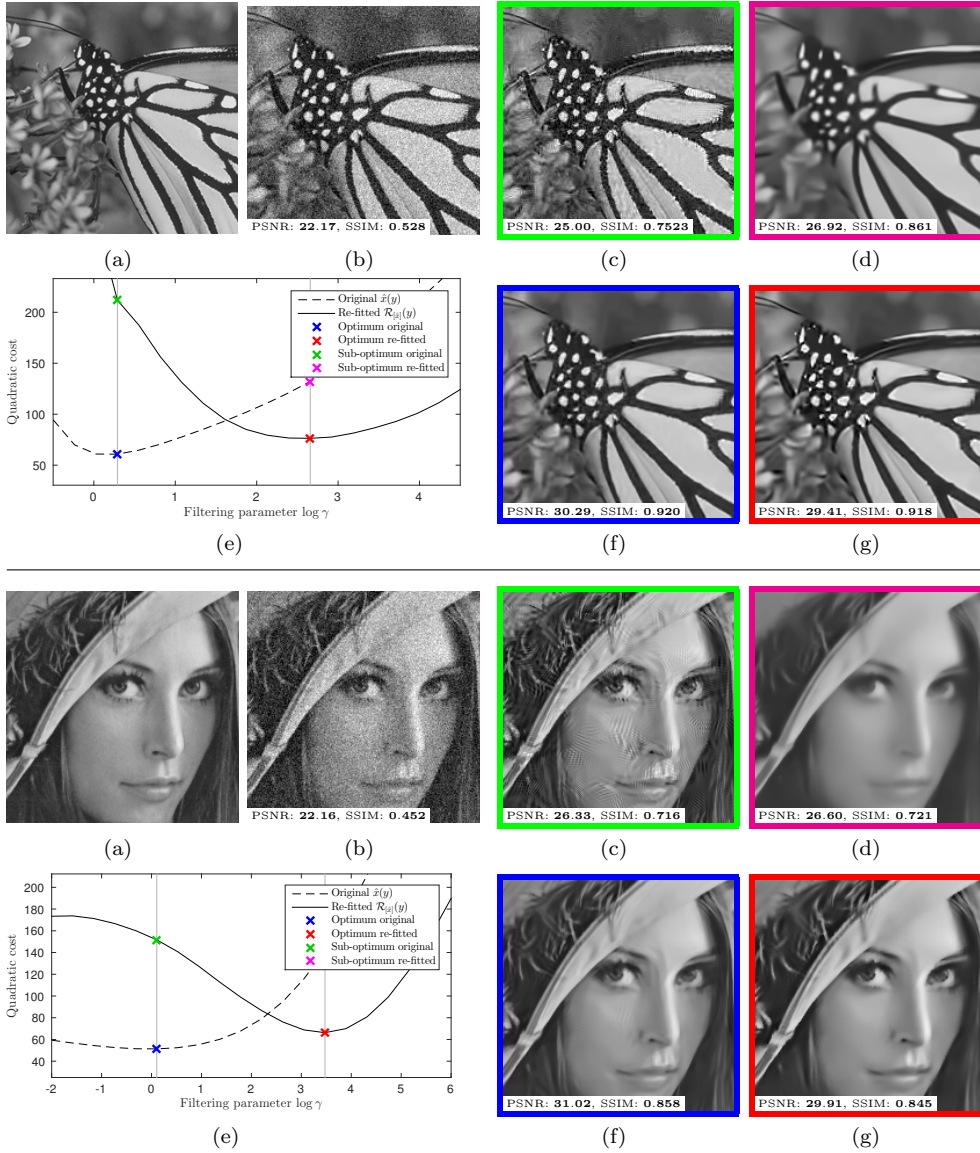 PSNR: 22.17, SSIM: 0.528
PSNR: 25.00, SSIM: 0.7523
PSNR: 26.92, SSIM: 0.861
(a)
(b)
(c)
(d)
Quadratic cost
200
150
100
50
0
1
2
3
4
Filtering parameter log γ
Original x̂(y)
Re-fitted R[x̂](y)
Optimum original
Optimum re-fitted
Sub-optimum original
Sub-optimum re-fitted
PSNR: 30.29, SSIM: 0.920
PSNR: 29.41, SSIM: 0.918
(e)
(f)
(g)
PSNR: 22.16, SSIM: 0.452
PSNR: 26.33, SSIM: 0.716
PSNR: 26.60, SSIM: 0.721
(a)
(b)
(c)
(d)
Quadratic cost
200
180
160
140
120
100
80
60
40
-2
-1
0
1
2
3
4
5
6
Filtering parameter log γ
Original x̂(y)
Re-fitted R[x̂](y)
Optimum original
Optimum re-fitted
Sub-optimum original
Sub-optimum re-fitted
PSNR: 31.02, SSIM: 0.858
PSNR: 29.91, SSIM: 0.845
(e)
(f)
(g)